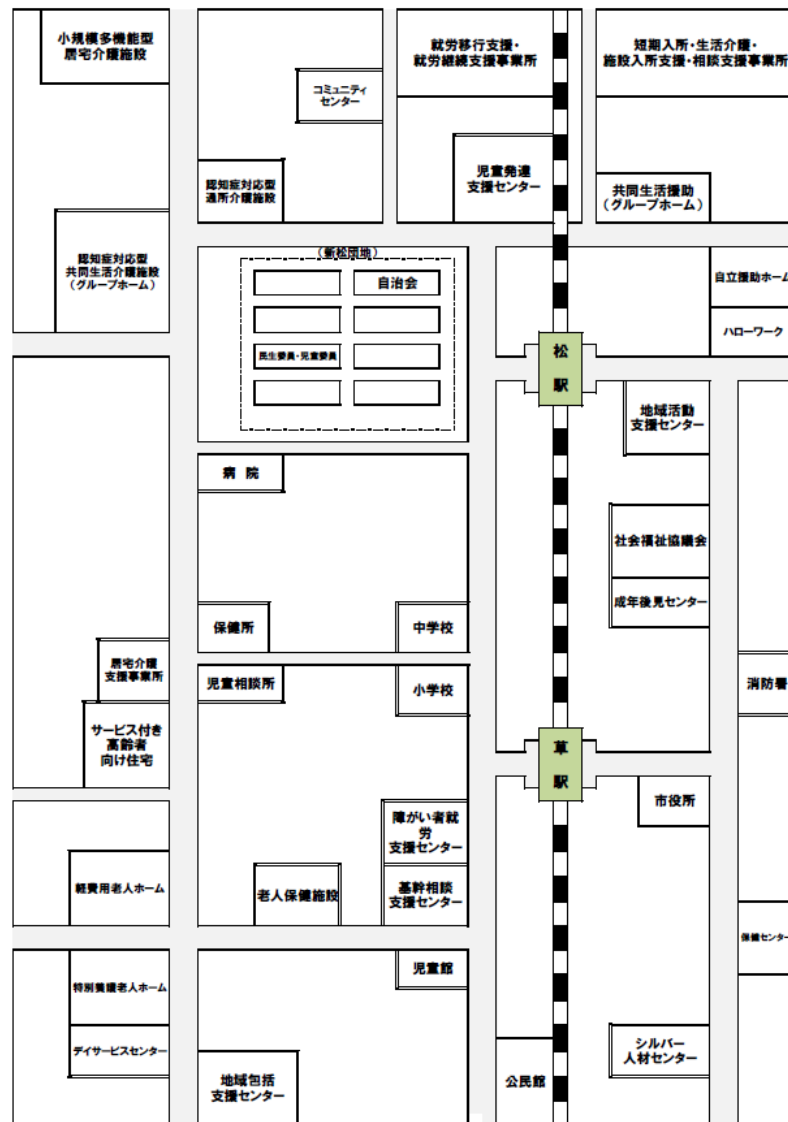 小規模多機能型
居宅介護施設
就労移行支援・
就労継続支援事業所
短期入所・生活介護・
施設入所支援・相談支援事業所
コミュニティ
センター
認知症対応型
通所介護施設
児童発達
支援センター
共同生活援助
(グループホーム)
認知症対応型
共同生活介護施設
(グループホーム)
(新松団地)
自治会
民生委員・児童委員
自立援助ホーム
ハローワーク
松
駅
地域活動
支援センター
病 院
社会福祉協議会
成年後見センター
保健所
中学校
居宅介護
支援事業所
児童相談所
小学校
消防署
サービス付き
高齢者
向け住宅
草
駅
市役所
障がい者就
労
支援センター
軽費用老人ホーム
老人保健施設
基幹相談
支援センター
保健センター
児童館
特別養護老人ホーム
デイサービスセンター
シルバー
人材センター
地域包括
支援センター
公民館